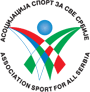 АСОЦИЈАЦИЈА СПОРТ ЗА СВЕ СРБИЈЕ
ASSOCIATION SPORT FOR ALL SERBIA